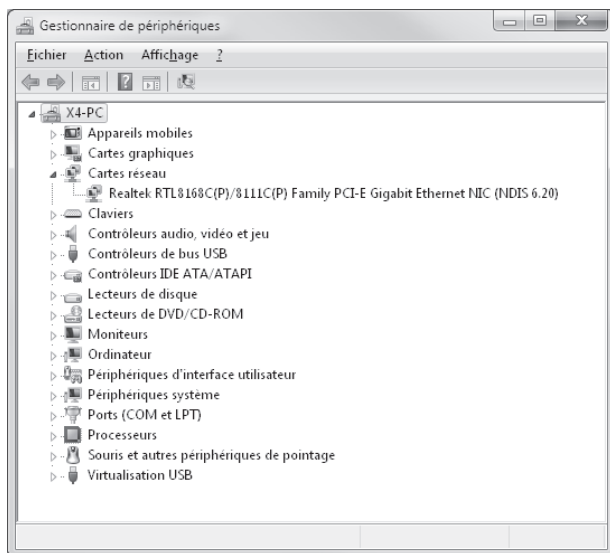 Gestionnaire de périphériques
Fichier Action Affichage ?
X4-PC
Appareils mobiles
Cartes graphiques
Cartes réseau
Realtek RTL8168C(P)/8111C(P) Family PCI-E Gigabit Ethernet NIC (NDIS 6.20)
Claviers
Contrôleurs audio, vidéo et jeu
Contrôleurs de bus USB
Contrôleurs IDE ATA/ATAPI
Lecteurs de disque
Lecteurs de DVD/CD-ROM
Moniteurs
Ordinateur
Périphériques d'interface utilisateur
Périphériques système
Ports (COM et LPT)
Processeurs
Souris et autres périphériques de pointage
Virtualisation USB